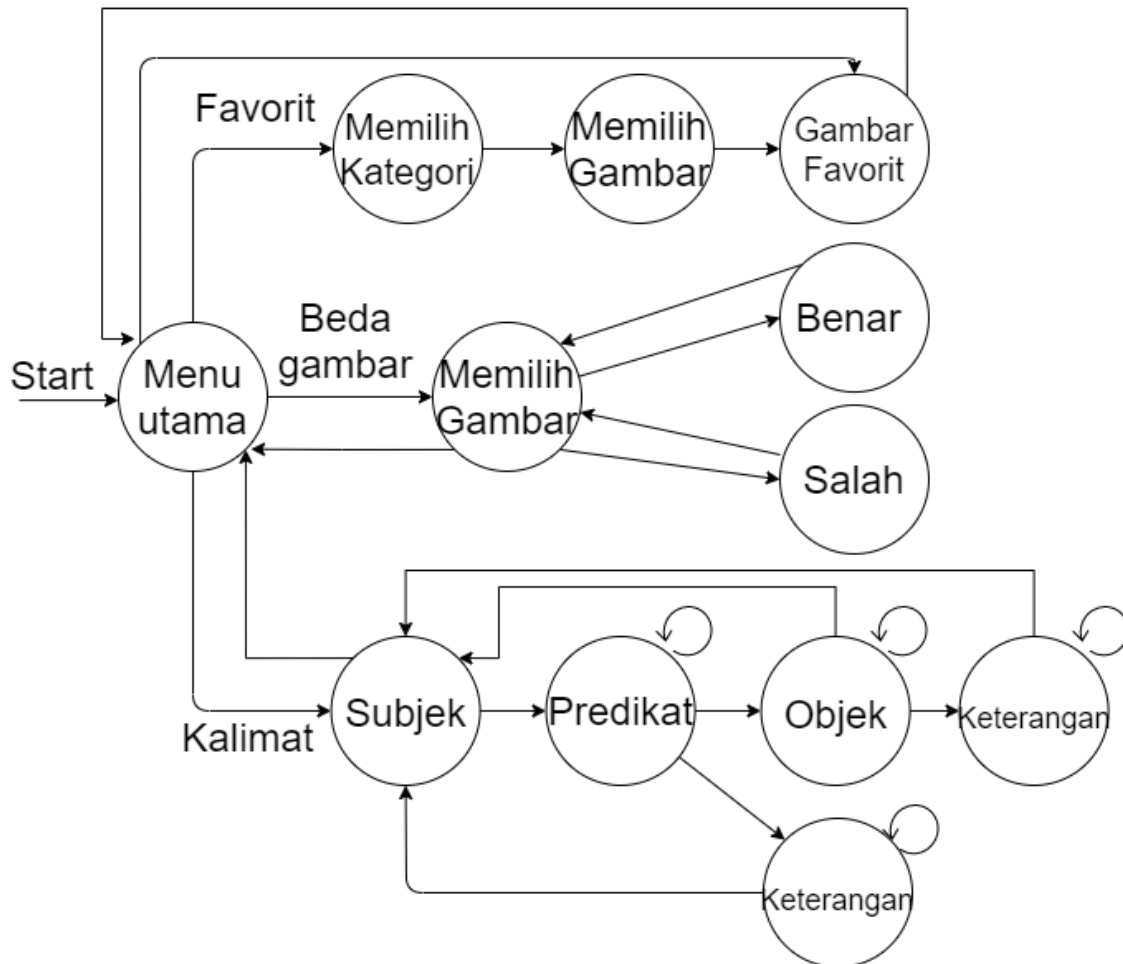 Favorit
Memilih
Kategori
Memilih
Gambar
Gambar
Favorit
Benar
Beda
gambar
Start
Menu
utama
Memilih
Gambar
Salah
Kalimat
Subjek
Predikat
Objek
Keterangan
Keterangan